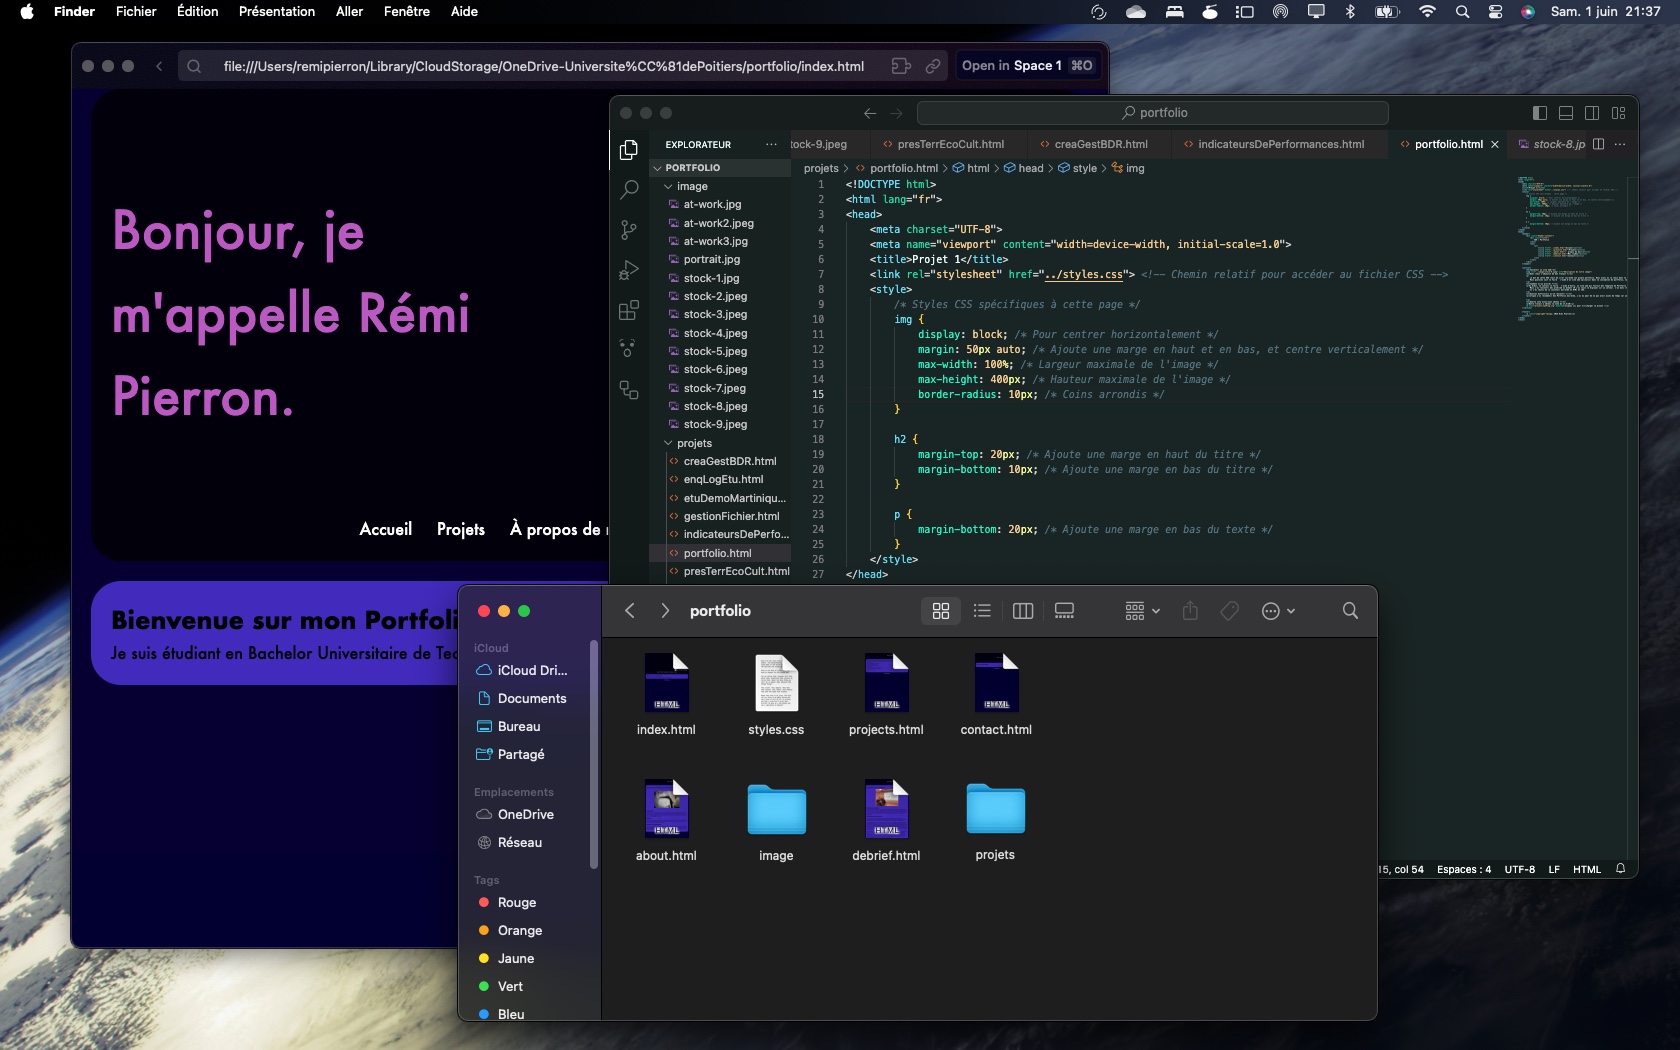 Finder Fichier Édition Présentation Aller Fenêtre Aide
Sam. 1 juin 21:37
file:///Users/remipierron/Library/CloudStorage/OneDrive-Universite%CC%81dePoitiers/portfolio/index.html
Open in Space 1 ⌘O
Bonjour, je
m'appelle Rémi
Pierron.
Accueil Projets À propos de
Bienvenue sur mon Portfoli
Je suis étudiant en Bachelor Universitaire de Tec
portfolio
EXPLORATEUR
PORTFOLIO
image
at-work.jpg
at-work2.jpeg
at-work3.jpg
portrait.jpg
stock-1.jpg
stock-2.jpeg
stock-3.jpeg
stock-4.jpeg
stock-5.jpeg
stock-6.jpeg
stock-7.jpeg
stock-8.jpeg
stock-9.jpeg
projets
creaGestBDR.html
enqLogEtu.html
etuDemoMartiniqu...
gestionFichier.html
indicateursDePerfo...
portfolio.html
presTerrEcoCult.html
tock-9.jpeg presTerrEcoCult.html creaGestBDR.html indicateursDePerformances.html portfolio.html stock-8.jp
projets > portfolio.html > html > head > style > img
1 <!DOCTYPE html>
2 <html lang="fr">
3 <head>
4 <meta charset="UTF-8">
5 <meta name="viewport" content="width=device-width, initial-scale=1.0">
6 <title>Projet 1</title>
7 <link rel="stylesheet" href="../styles.css"> <!-- Chemin relatif pour accéder au fichier CSS -->
8 <style>
9 /* Styles CSS spécifiques à cette page */
10 img {
11 display: block; /* Pour centrer horizontalement */
12 margin: 50px auto; /* Ajoute une marge en haut et en bas, et centre verticalement */
13 max-width: 100%; /* Largeur maximale de l'image */
14 max-height: 400px; /* Hauteur maximale de l'image */
15 border-radius: 10px; /* Coins arrondis */
16 }
17
18 h2 {
19 margin-top: 20px; /* Ajoute une marge en haut du titre */
20 margin-bottom: 10px; /* Ajoute une marge en bas du titre */
21 }
22
23 p {
24 margin-bottom: 20px; /* Ajoute une marge en bas du texte */
25 }
26 </style>
27 </head>
15, col 54 Espaces : 4 UTF-8 LF HTML
portfolio
iCloud
iCloud Dri...
Documents
Bureau
Partagé
Emplacements
OneDrive
Réseau
Tags
Rouge
Orange
Jaune
Vert
Bleu
HTML HTML HTML
index.html styles.css projects.html contact.html
HTML HTML
about.html image debrief.html projets